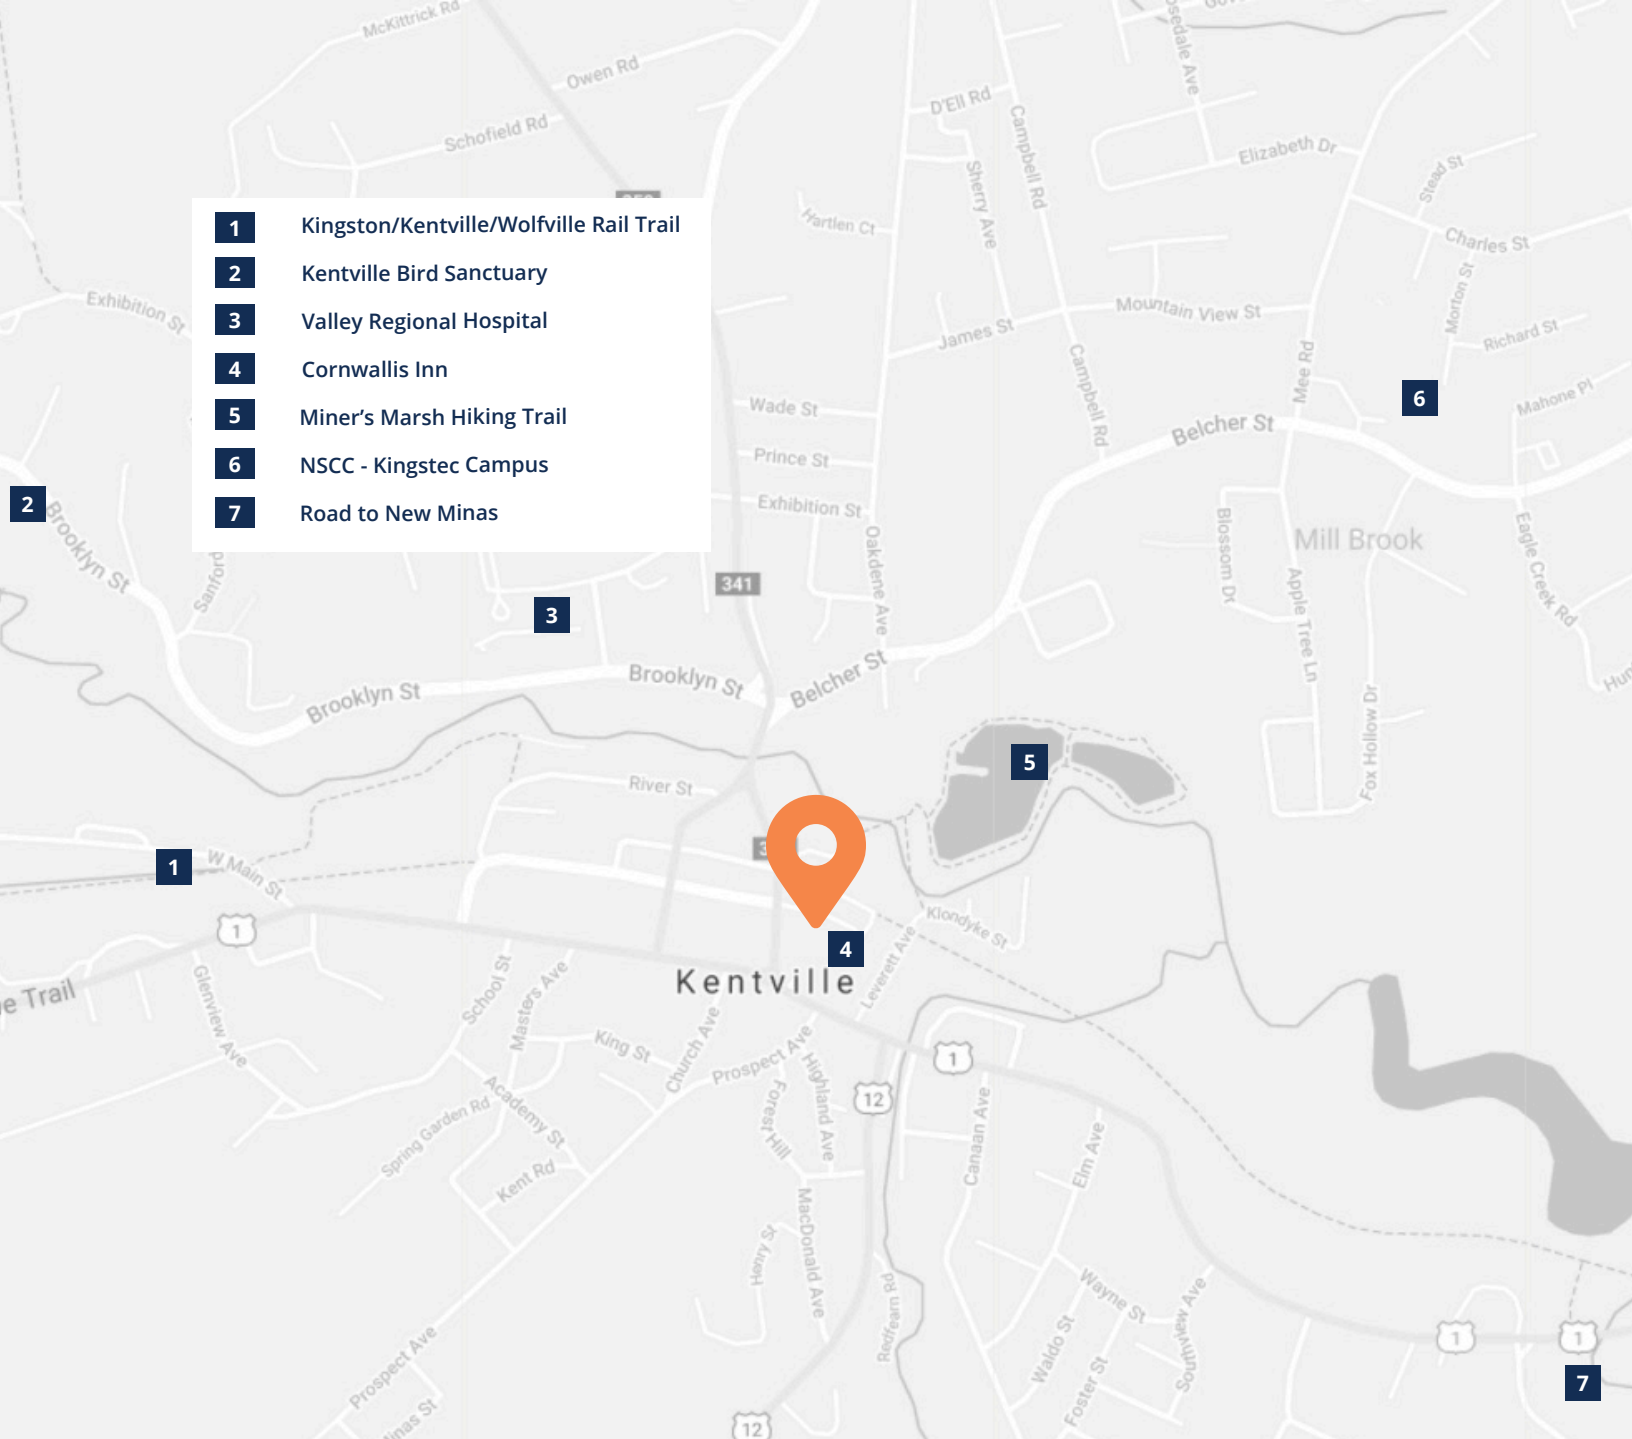 McKittrick Rd
Owen Rd
Schofield Rd
D'Ell Rd
Campbell Rd
Sherry Ave
Elizabeth Dr
Stead St
Charles St
Hartlen Ct
Morton St
Mountain View St
James St
Richard St
Exhibition St
1 Kingston/Kentville/Wolfville Rail Trail
2 Kentville Bird Sanctuary
3 Valley Regional Hospital
4 Cornwallis Inn
5 Miner's Marsh Hiking Trail
6 NSCC - Kingstec Campus
7 Road to New Minas
Mee Rd
Campbell Rd
6
Mahone Pl
Wade St
Belcher St
Prince St
Exhibition St
2
Brooklyn St
Oakdene Ave
Blossom Dr
Mill Brook
Eagle Creek Rd
Apple Tree Ln
341
3
Brooklyn St
Brooklyn St
Belcher St
Fox Hollow Dr
5
River St
1
W Main St
1
Klondyke St
4
Kentville
Leverett Ave
e Trail
Glenview Ave
School St
Masters Ave
King St
Church Ave
Prospect Ave
Highland Ave
Forest Hill
1
12
Academy St
Spring Garden Rd
Kent Rd
Canaan Ave
Elm Ave
MacDonald Ave
Henry St
Redfearn Rd
Wayne St
Southview Ave
Waldo St
Foster St
Prospect Ave
1
1
7
12